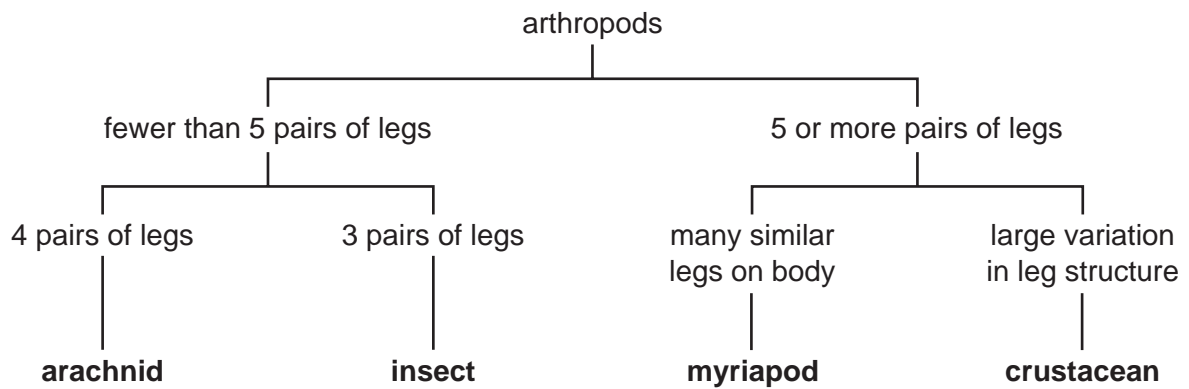 arthropods
fewer than 5 pairs of legs
5 or more pairs of legs
4 pairs of legs
3 pairs of legs
many similar
legs on body
large variation
in leg structure
arachnid
insect
myriapod
crustacean